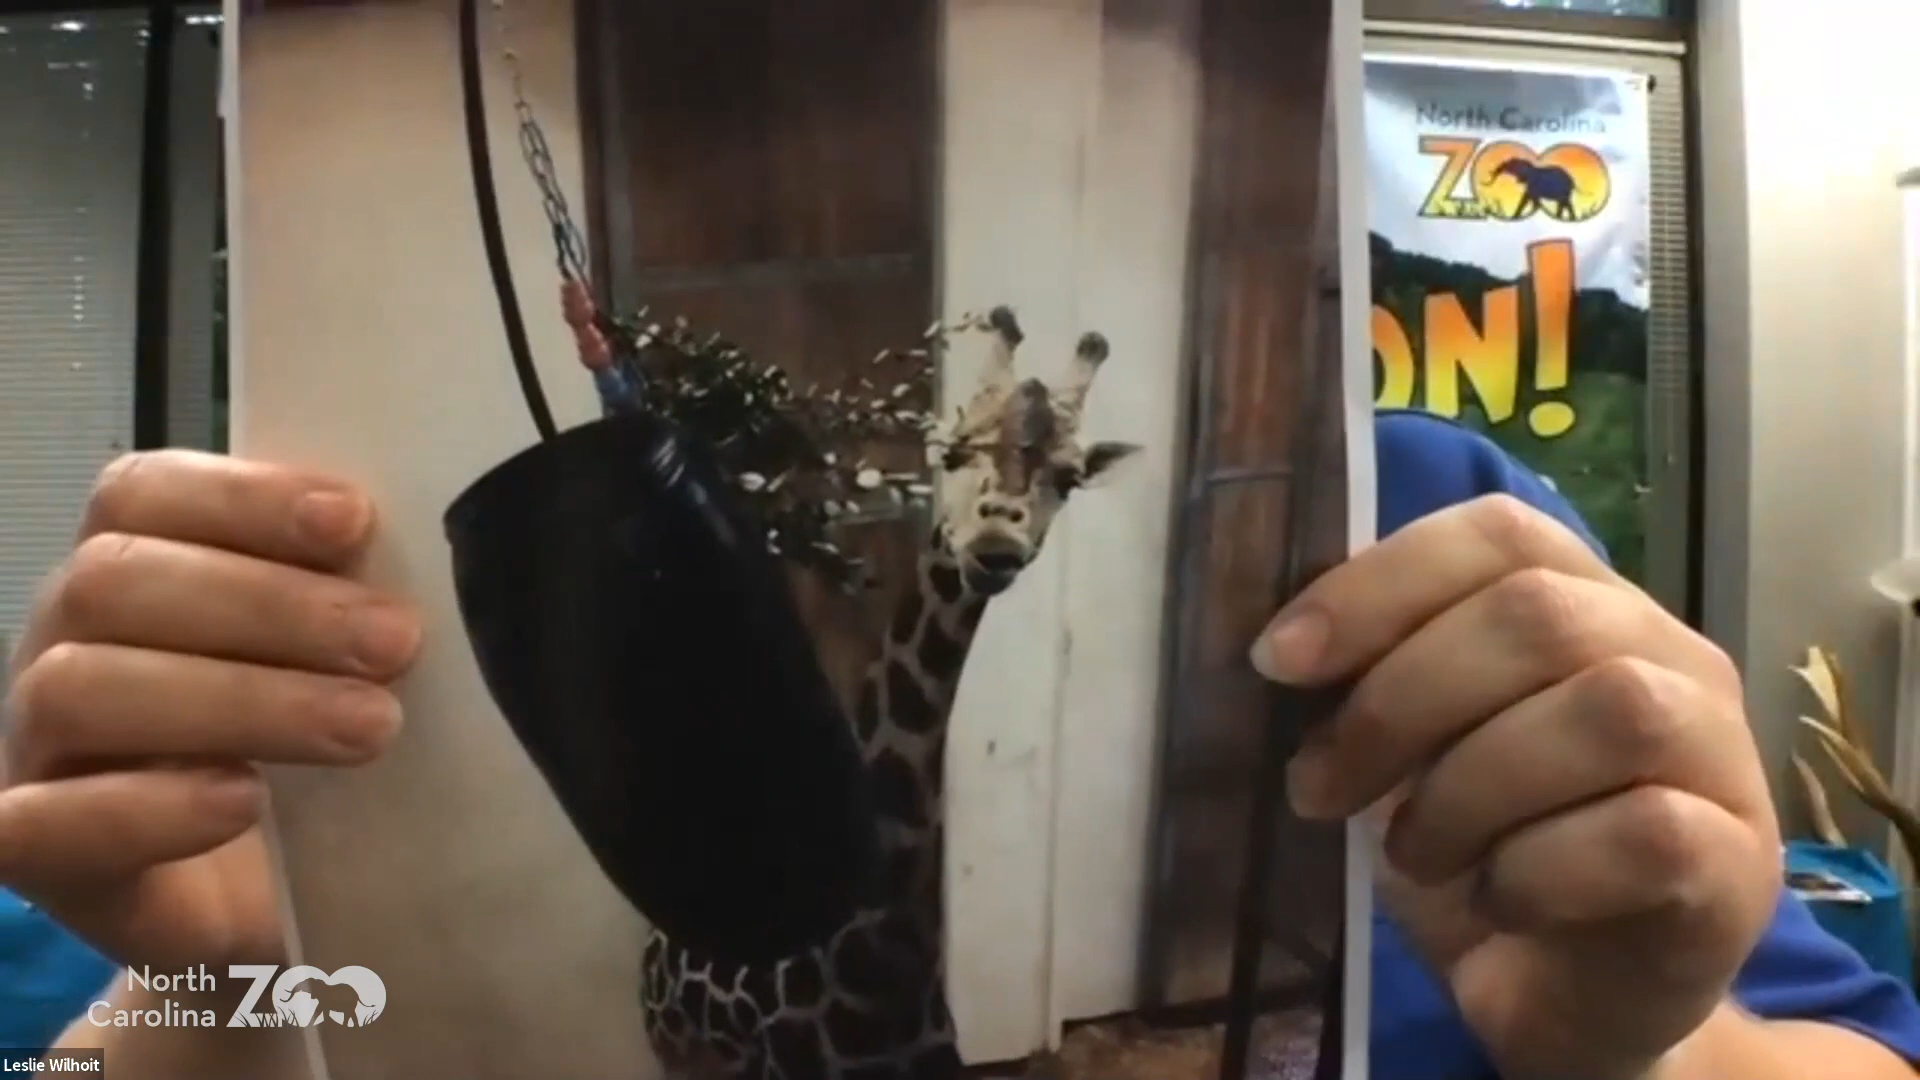 North Carolina
ZOO
ON!
North
Carolina
ZOO
Leslie Wilhoit